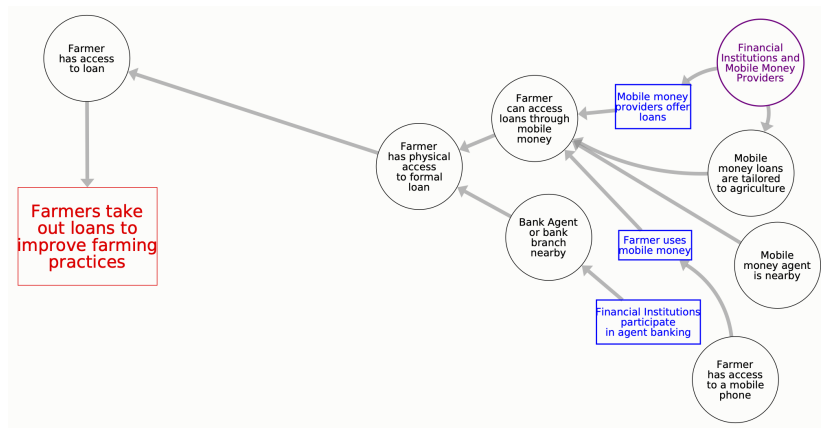 Farmer
has access
to loan
Financial
Institutions and
Mobile Money
Providers
Farmer
can access
loans through
mobile
money
Mobile money
providers offer
loans
Farmer
has physical
access
to formal
loan
Mobile
money loans
are tailored
to agriculture
Farmers take
out loans to
improve farming
practices
Bank Agent
or bank
branch
nearby
Farmer uses
mobile money
Mobile
money agent
is nearby
Financial Institutions
participate
in agent banking
Farmer
has access
to a mobile
phone